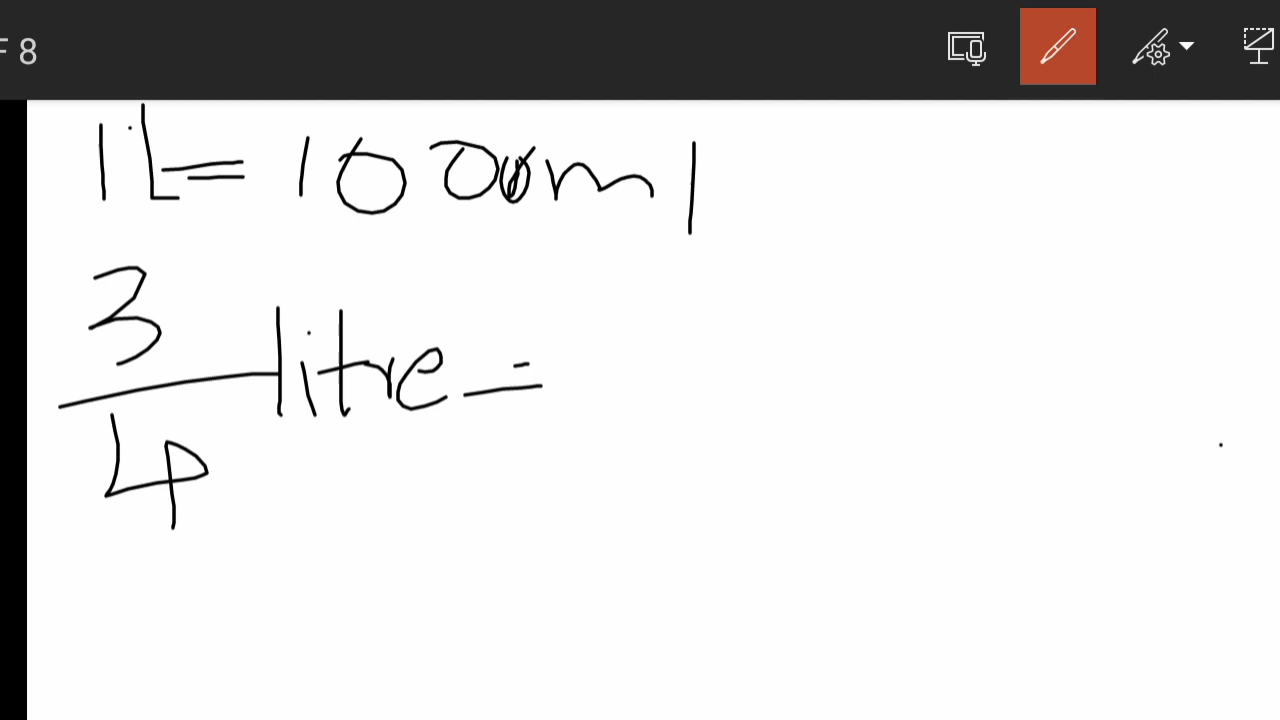 F 8
1L = 1000ml
3
4 litre =